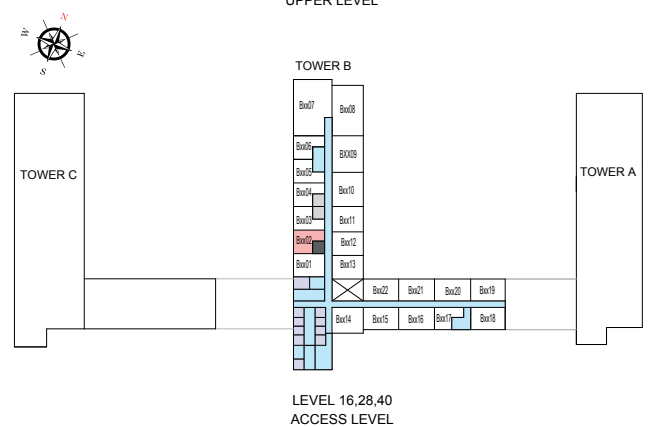 UPPER LEVEL
N
W
E
S
TOWER B
Bxx07
Bxx08
Bxx06
BXX09
Bxx05
TOWER C
TOWER A
Bxx04
Bxx10
Bxx03
Bxx11
Bxx02
Bxx12
Bxx01
Bxx13
Bxx22
Bxx21
Bxx20
Bxx19
Bxx14
Bxx15
Bxx16
Bxx17
Bxx18
LEVEL 16,28,40
ACCESS LEVEL